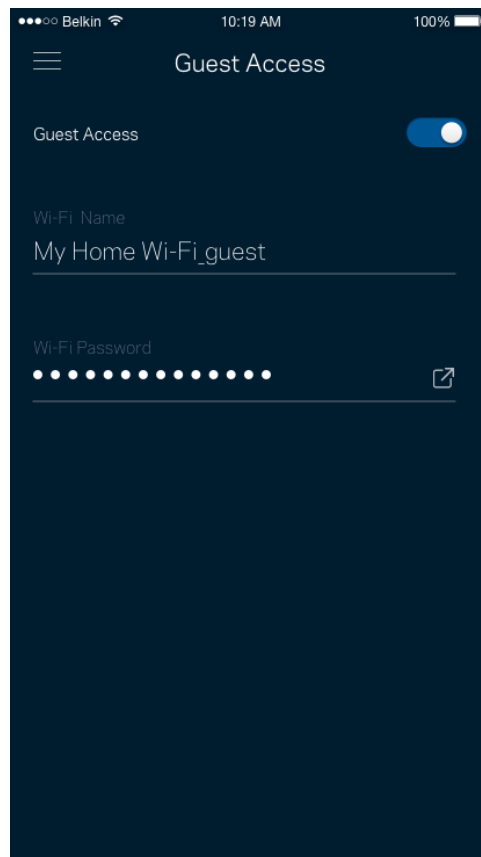 Belkin 10:19 AM 100%
Guest Access
Guest Access
Wi-Fi Name
My Home Wi-Fi_guest
Wi-Fi Password
●●●●●●●●●●●●●●